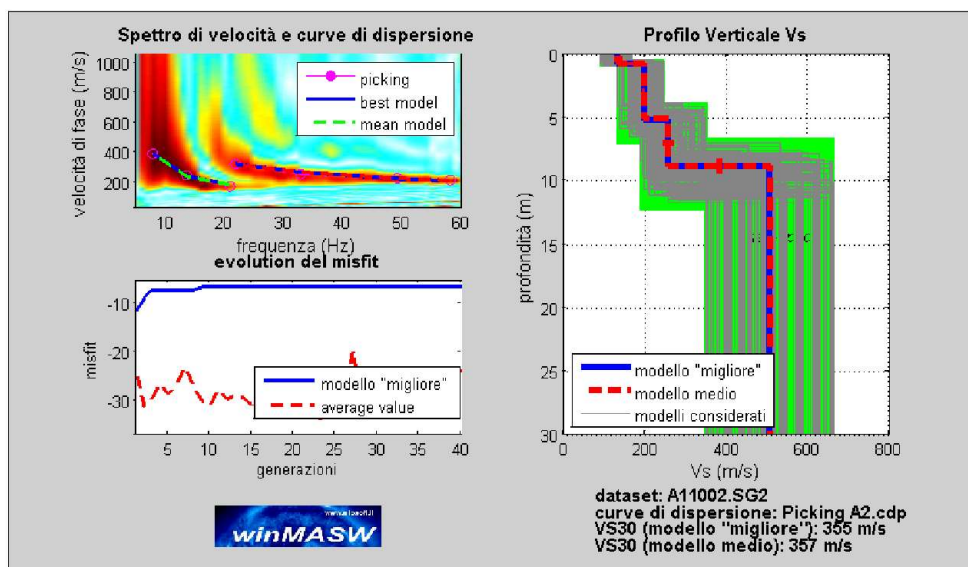 Spettro di velocità e curve di dispersione
velocità di fase (m/s)
1000
800
600
400
200
picking
best model
mean model
10 20 30 40 50 60
frequenza (Hz)
evolution del misfit
misfit
-10
-20
-30
modello "migliore"
average value
5 10 15 20 25 30 35 40
generazioni
winMASW
Profilo Verticale Vs
profondità (m)
0
5
10
15
20
25
30
modello "migliore"
modello medio
modelli considerati
0 200 400 600 800
Vs (m/s)
dataset: A11002.SG2
curve di dispersione: Picking A2.cdp
VS30 (modello "migliore"): 355 m/s
VS30 (modello medio): 357 m/s